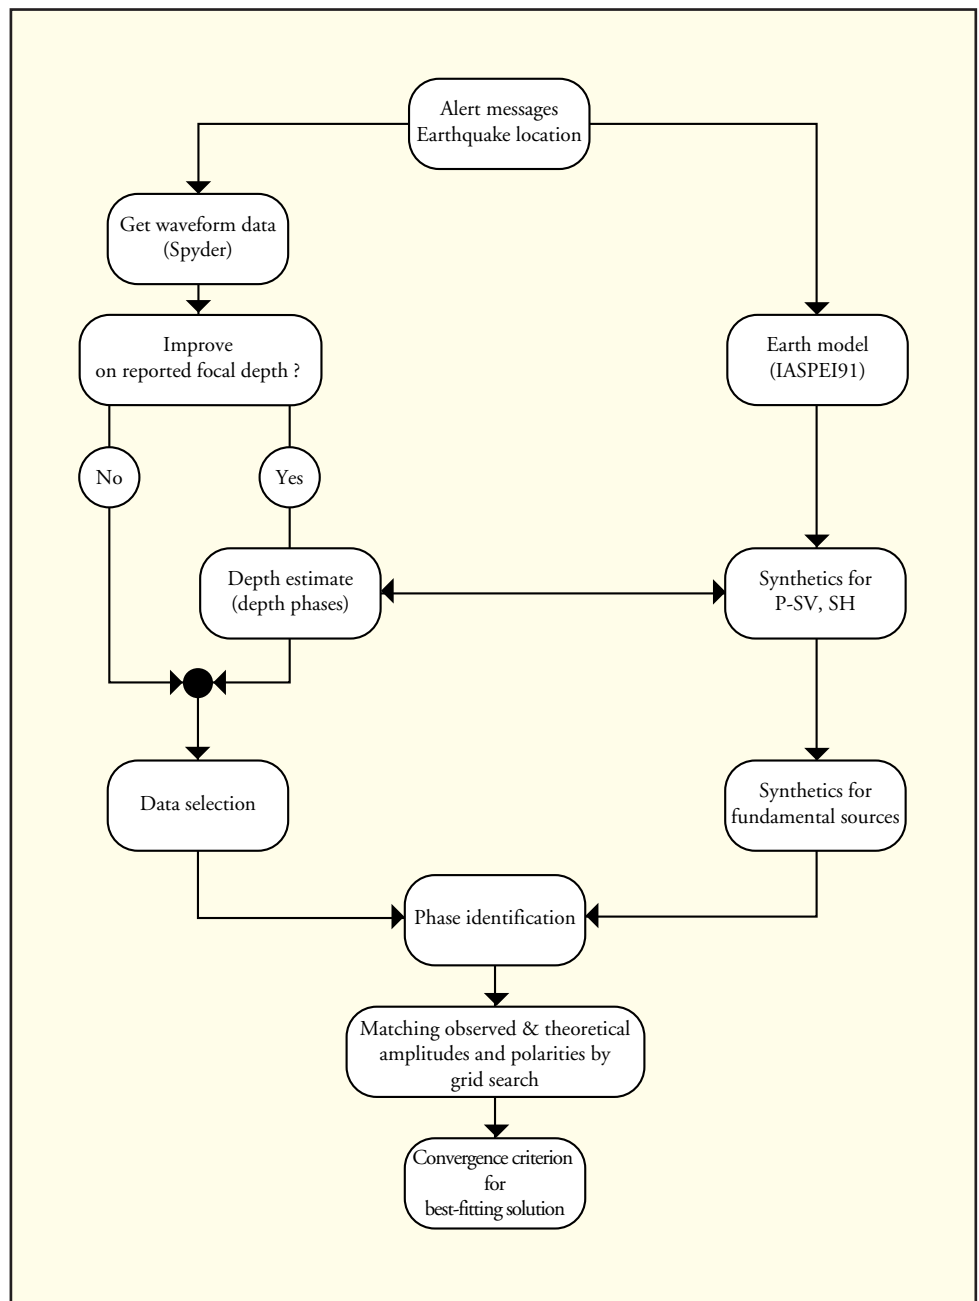 Alert messages
Earthquake location
Get waveform data
(Spyder)
Improve
on reported focal depth ?
Earth model
(IASPEI91)
No
Yes
Depth estimate
(depth phases)
Synthetics for
P-SV, SH
Data selection
Synthetics for
fundamental sources
Phase identification
Matching observed & theoretical
amplitudes and polarities by
grid search
Convergence criterion
for
best-fitting solution